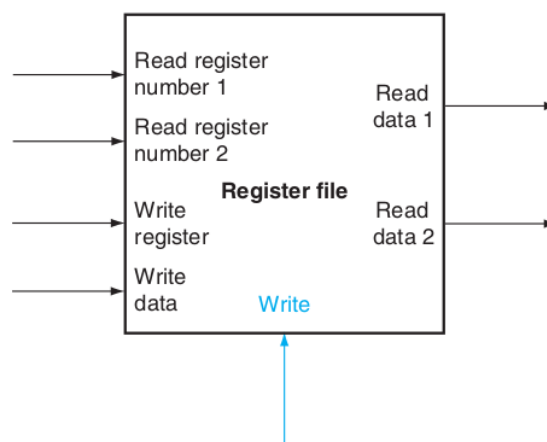 Read register
number 1
Read
data 1
Read register
number 2
Register file
Write
register
Read
data 2
Write
data
Write